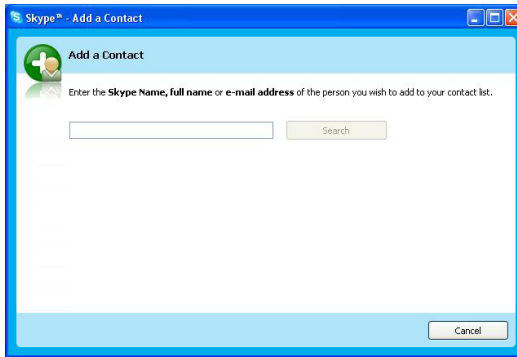 Skype™ - Add a Contact
Add a Contact
Enter the Skype Name, full name or e-mail address of the person you wish to add to your contact list.
Search
Cancel